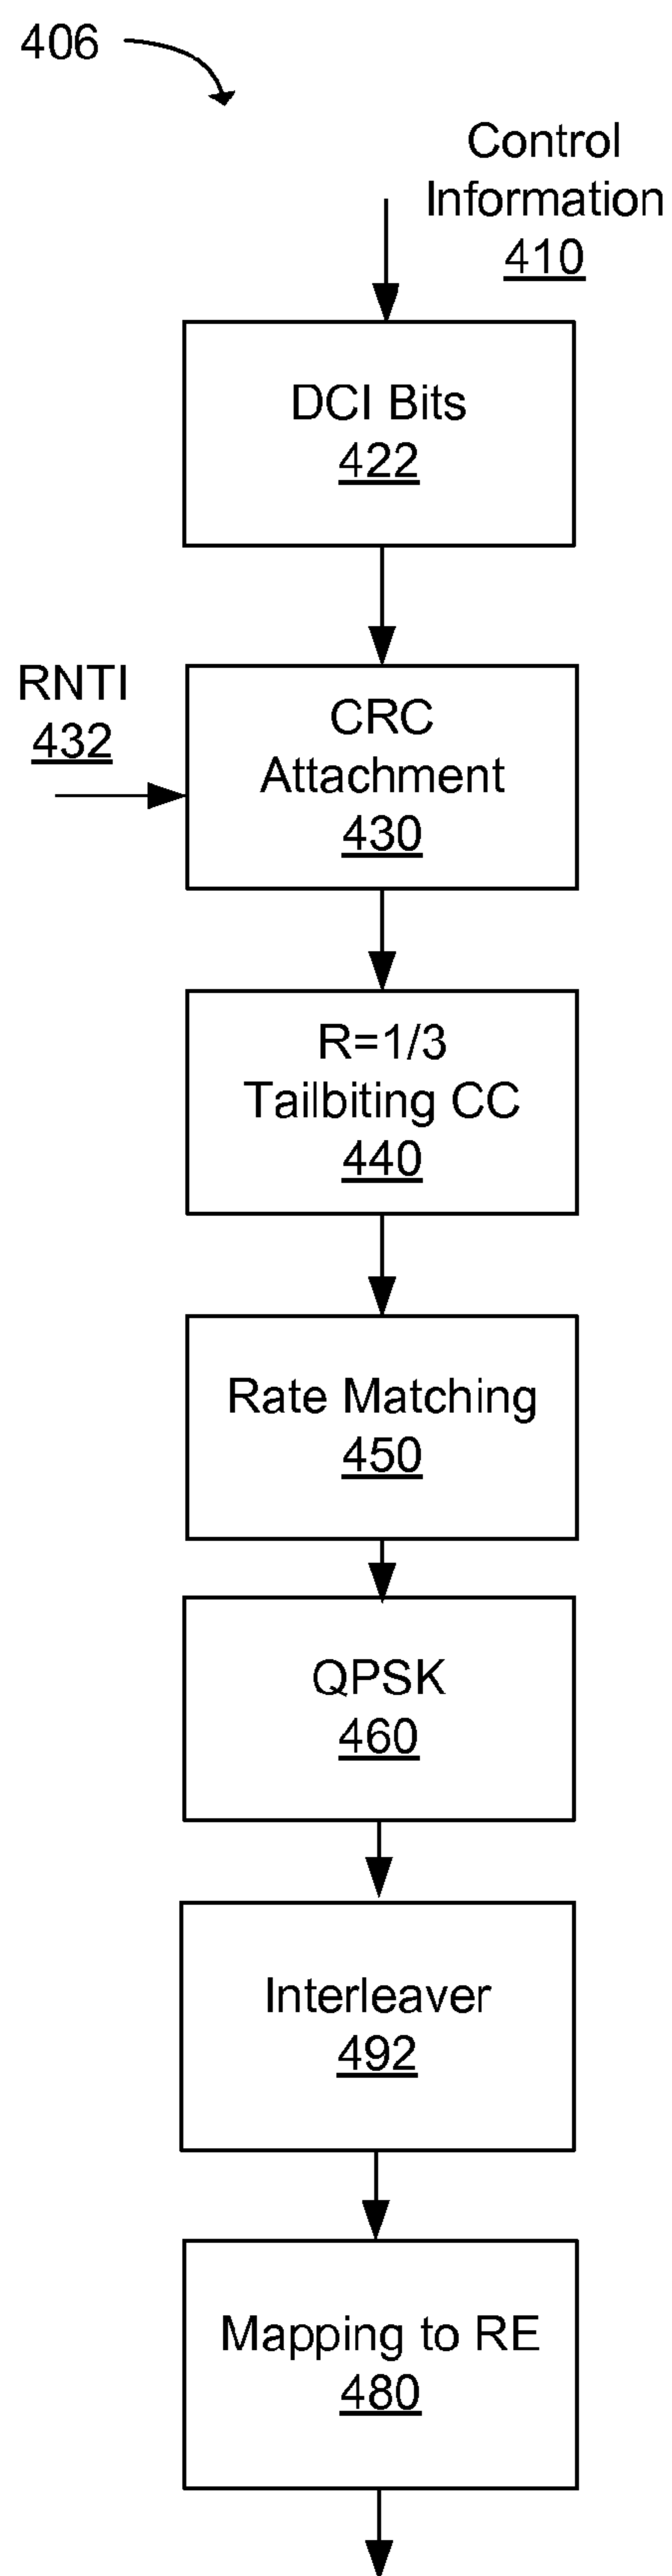 406
Control
Information
410
DCI Bits
422
RNTI
432
CRC
Attachment
430
R=1/3
Tailbiting CC
440
Rate Matching
450
QPSK
460
Interleaver
492
Mapping to RE
480